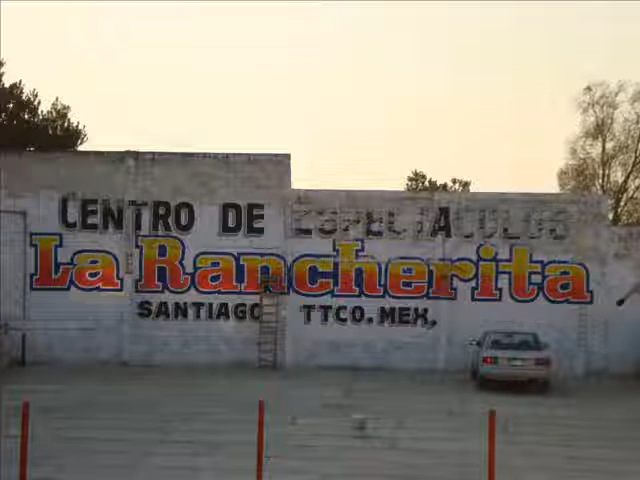 CENTRO DE ESPECTACULOS
La Rancherita
SANTIAGO TTCO. MEX.